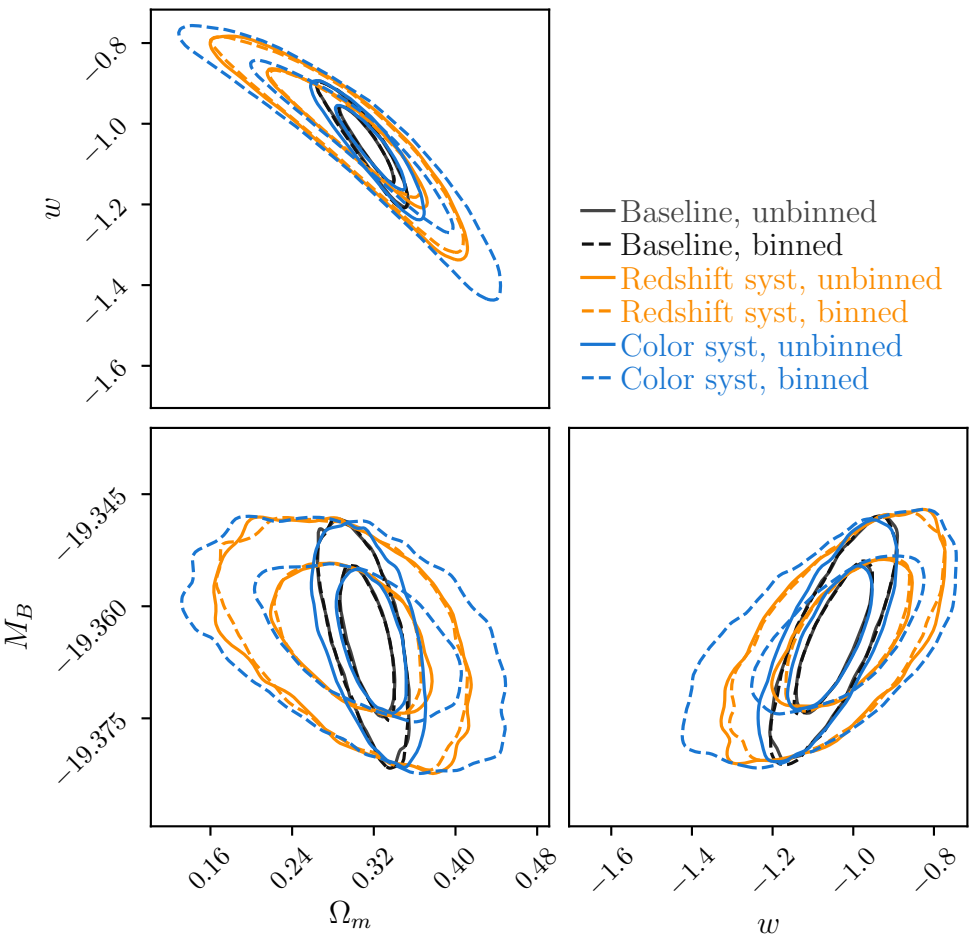 −0.8
−1.0
−1.2
−1.4
−1.6
w
Baseline, unbinned
Baseline, binned
Redshift syst, unbinned
Redshift syst, binned
Color syst, unbinned
Color syst, binned
−19.345
−19.360
−19.375
M_B
0.16 0.24 0.32 0.40 0.48
Ω_m
−1.6 −1.4 −1.2 −1.0 −0.8
w